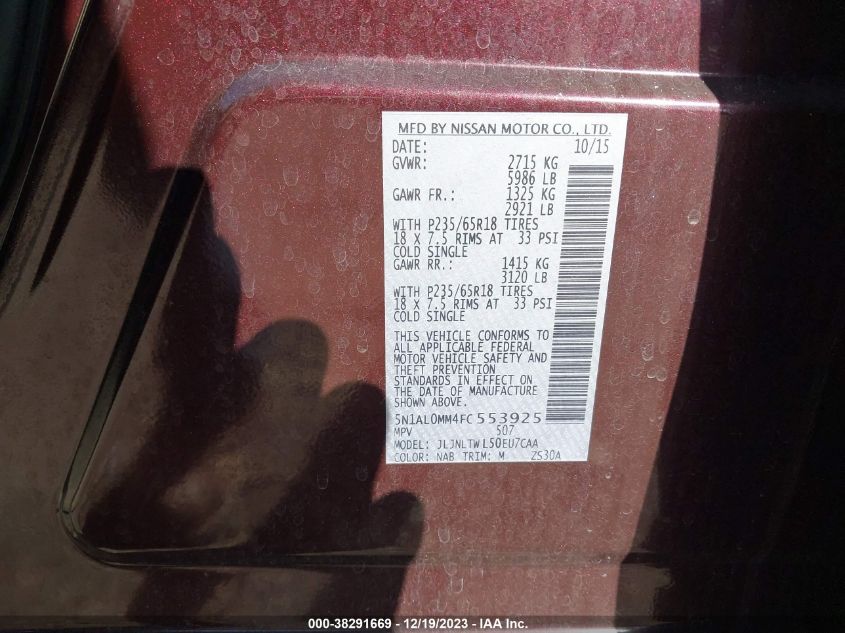 MFD BY NISSAN MOTOR CO., LTD.
DATE: 10/15
GVWR: 2715 KG
5986 LB
GAWR FR.: 1325 KG
2921 LB
WITH P235/65R18 TIRES
18 X 7.5 RIMS AT 33 PSI
COLD SINGLE
GAWR RR.: 1415 KG
3120 LB
WITH P235/65R18 TIRES
18 X 7.5 RIMS AT 33 PSI
COLD SINGLE
THIS VEHICLE CONFORMS TO
ALL APPLICABLE FEDERAL
MOTOR VEHICLE SAFETY AND
THEFT PREVENTION
STANDARDS IN EFFECT ON
THE DATE OF MANUFACTURE
SHOWN ABOVE.
5N1AL0MM4FC553925
MPV 507
MODEL: JLJNLTWL50EU7CAA
COLOR: NAB TRIM: M ZS30A
000-38291669 - 12/19/2023 - IAA Inc.